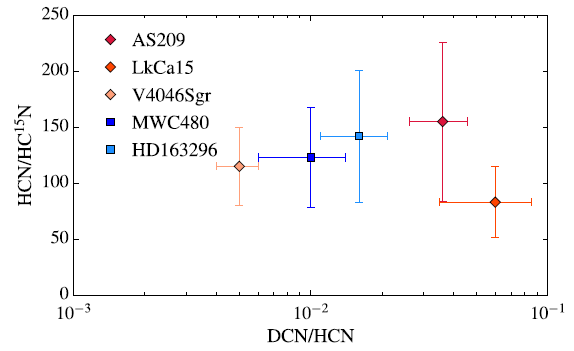 250
200
150
100
50
0
HCN/HC¹⁵N
AS209
LkCa15
V4046Sgr
MWC480
HD163296
10⁻³
10⁻²
10⁻¹
DCN/HCN